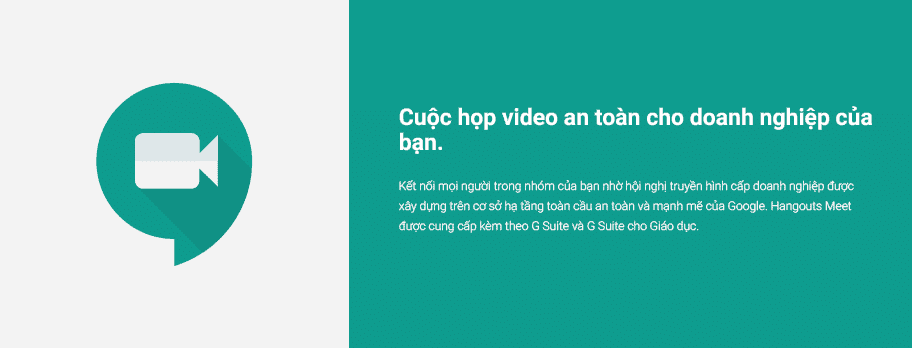 Cuộc họp video an toàn cho doanh nghiệp của
bạn.
Kết nối mọi người trong nhóm của bạn nhờ hội nghị truyền hình cấp doanh nghiệp được
xây dựng trên cơ sở hạ tầng toàn cầu an toàn và mạnh mẽ của Google. Hangouts Meet
được cung cấp kèm theo G Suite và G Suite cho Giáo dục.